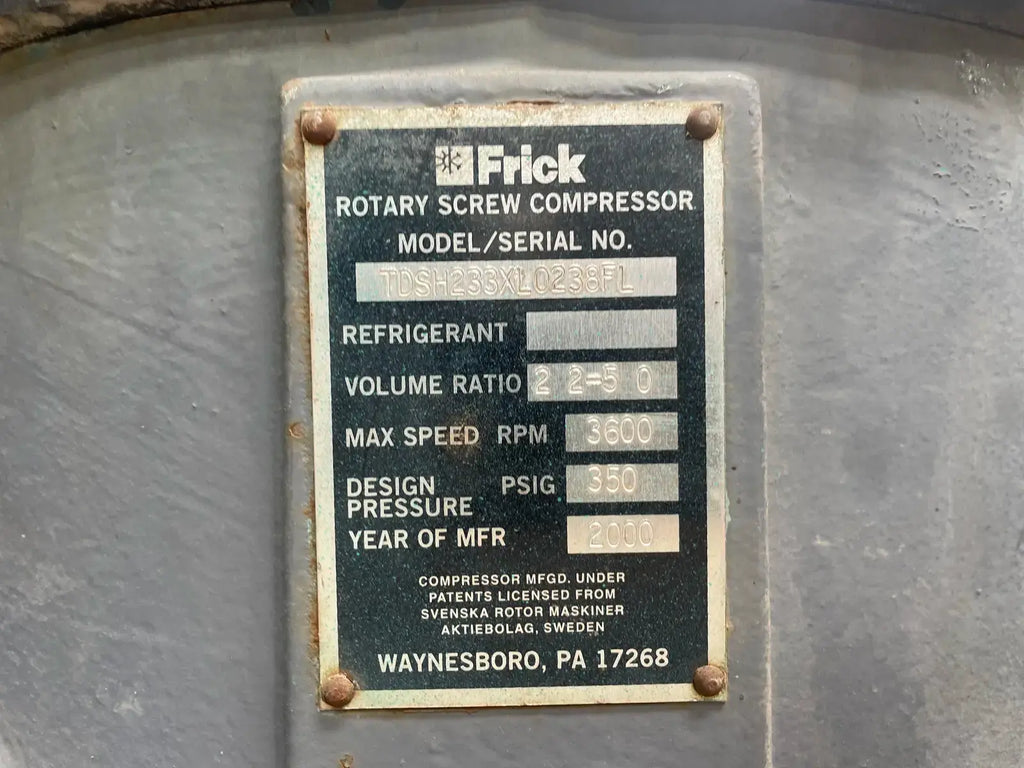 Frick
ROTARY SCREW COMPRESSOR
MODEL/SERIAL NO.
TDSH233XL0238FL
REFRIGERANT
VOLUME RATIO 2 2=5 0
MAX SPEED RPM 3600
DESIGN PRESSURE PSIG 350
YEAR OF MFR 2000
COMPRESSOR MFGD. UNDER
PATENTS LICENSED FROM
SVENSKA ROTOR MASKINER
AKTIEBOLAG, SWEDEN
WAYNESBORO, PA 17268